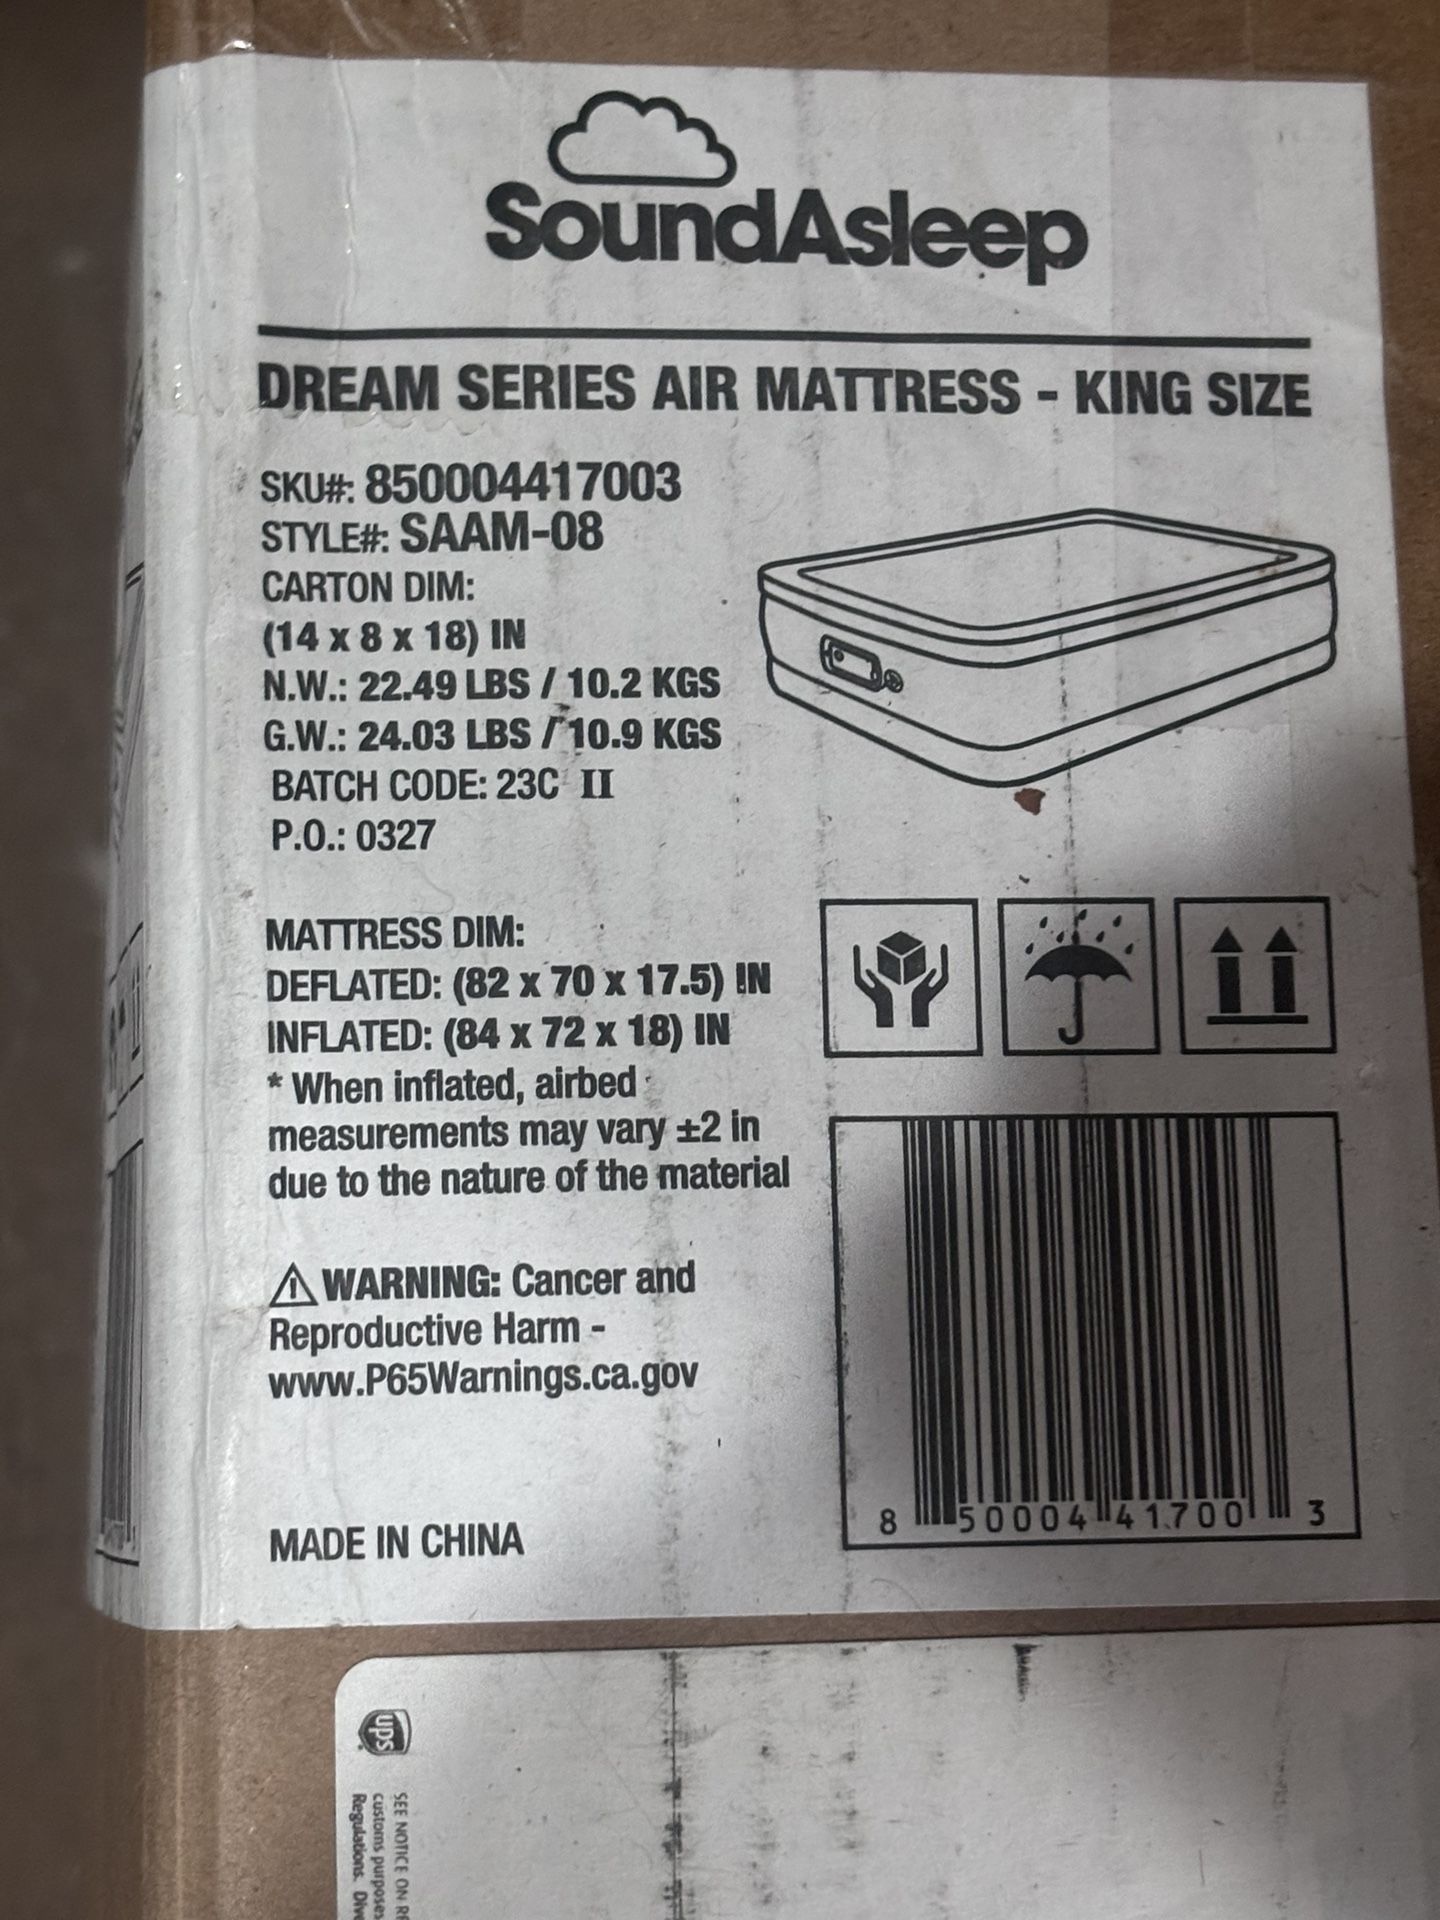 SoundAsleep
DREAM SERIES AIR MATTRESS - KING SIZE
SKU#: 850004417003
STYLE#: SAAM-08
CARTON DIM:
(14 x 8 x 18) IN
N.W.: 22.49 LBS / 10.2 KGS
G.W.: 24.03 LBS / 10.9 KGS
BATCH CODE: 23C II
P.O.: 0327
MATTRESS DIM:
DEFLATED: (82 x 70 x 17.5) IN
INFLATED: (84 x 72 x 18) IN
* When inflated, airbed
measurements may vary ±2 in
due to the nature of the material
WARNING: Cancer and
Reproductive Harm -
www.P65Warnings.ca.gov
MADE IN CHINA
8 50004 41700 3
ups
SEE NOTICE ON
customs purposes
Regulations.